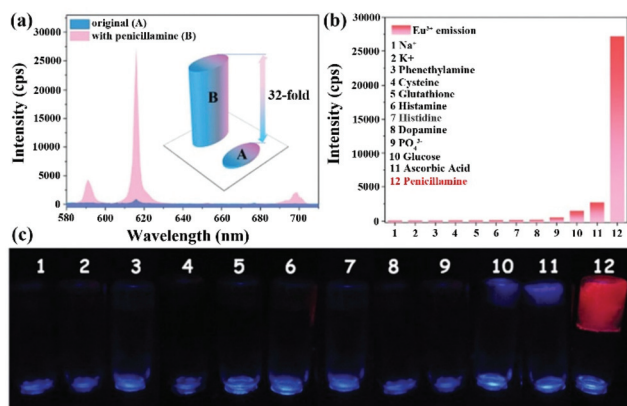 (a)
original (A)
with penicillamine (B)
30000
25000
20000
15000
10000
5000
0
580
600
620
640
660
680
700
Intensity (cps)
Wavelength (nm)
B
A
32-fold
(b)
30000
25000
20000
15000
10000
5000
0
Intensity (cps)
Eu³⁺ emission
1 Na⁺
2 K+
3 Phenethylamine
4 Cysteine
5 Glutathione
6 Histamine
7 Histidine
8 Dopamine
9 PO₄³⁻
10 Glucose
11 Ascorbic Acid
12 Penicillamine
1 2 3 4 5 6 7 8 9 10 11 12
(c)
1 2 3 4 5 6 7 8 9 10 11 12